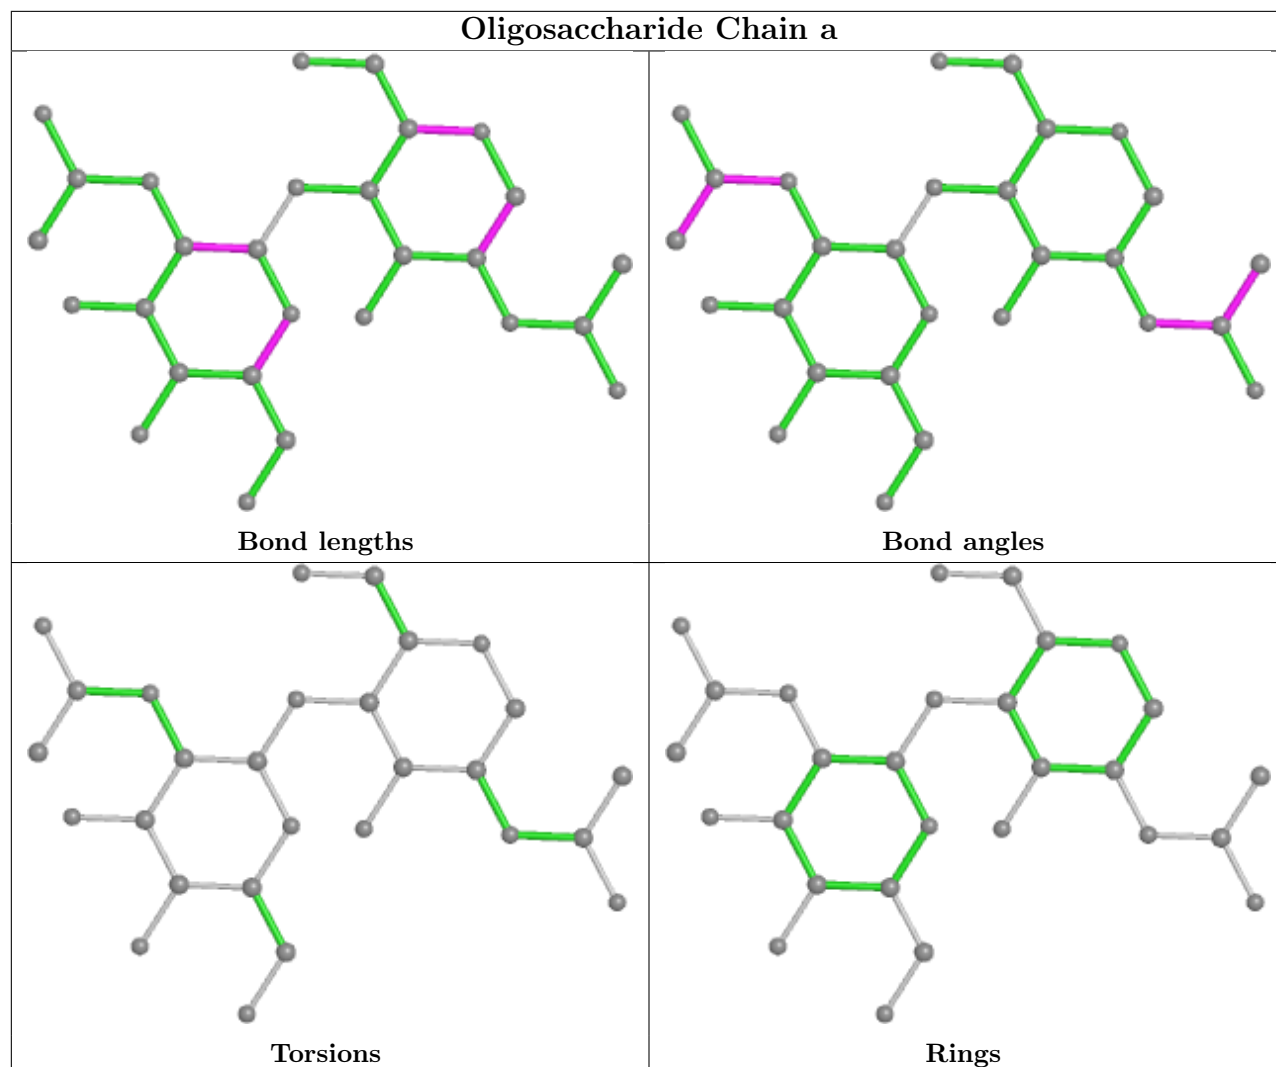 Oligosaccharide Chain a
Bond lengths
Bond angles
Torsions
Rings